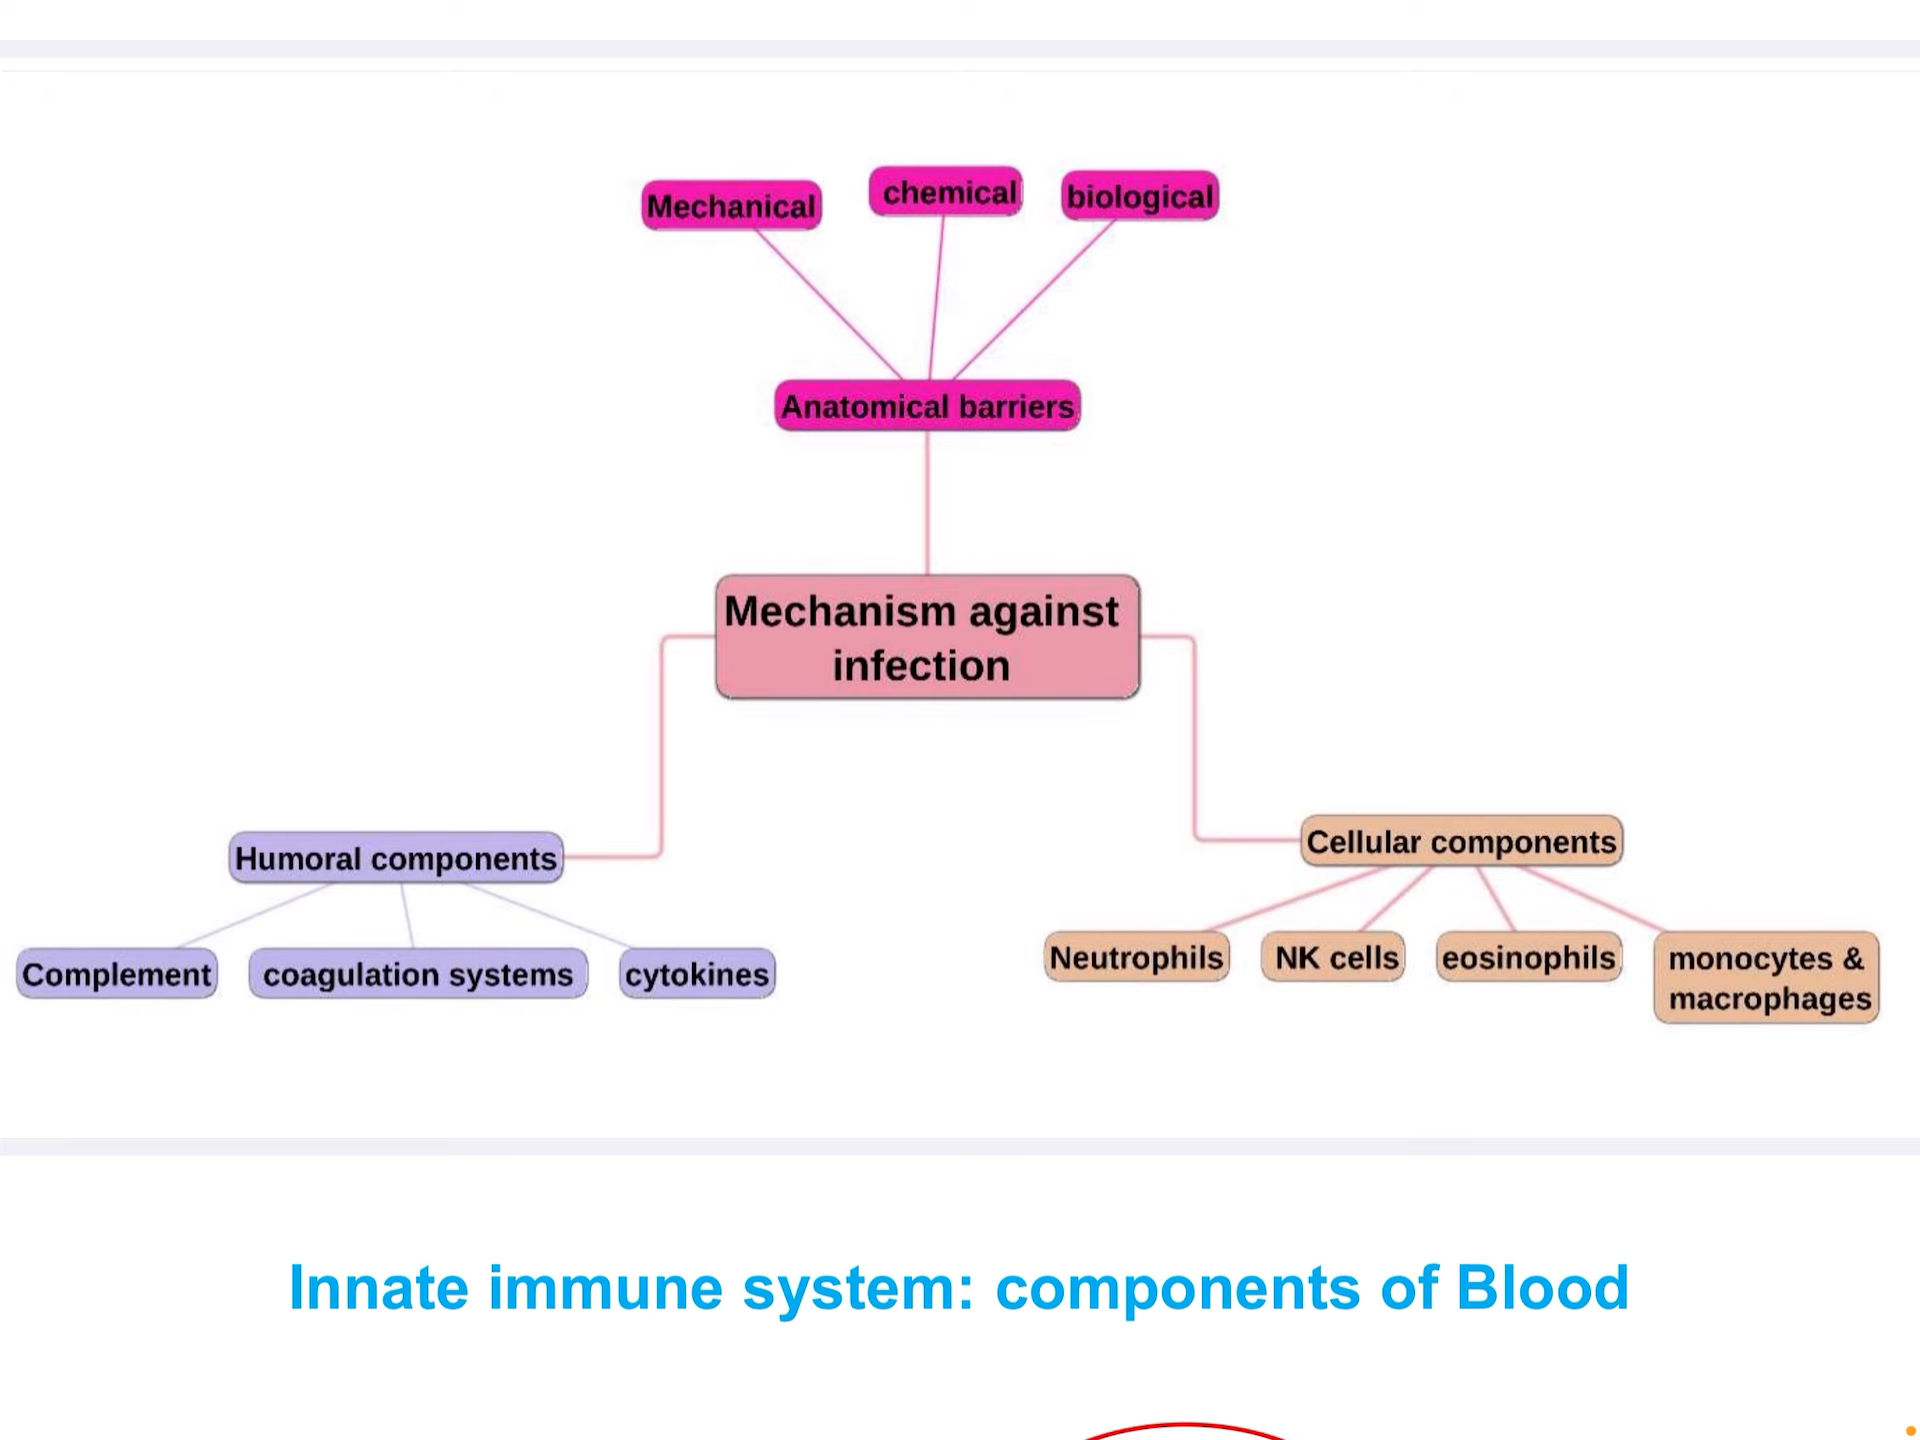 Mechanical
chemical
biological
Anatomical barriers
Mechanism against
infection
Humoral components
Complement
coagulation systems
cytokines
Cellular components
Neutrophils
NK cells
eosinophils
monocytes &
macrophages
Innate immune system: components of Blood